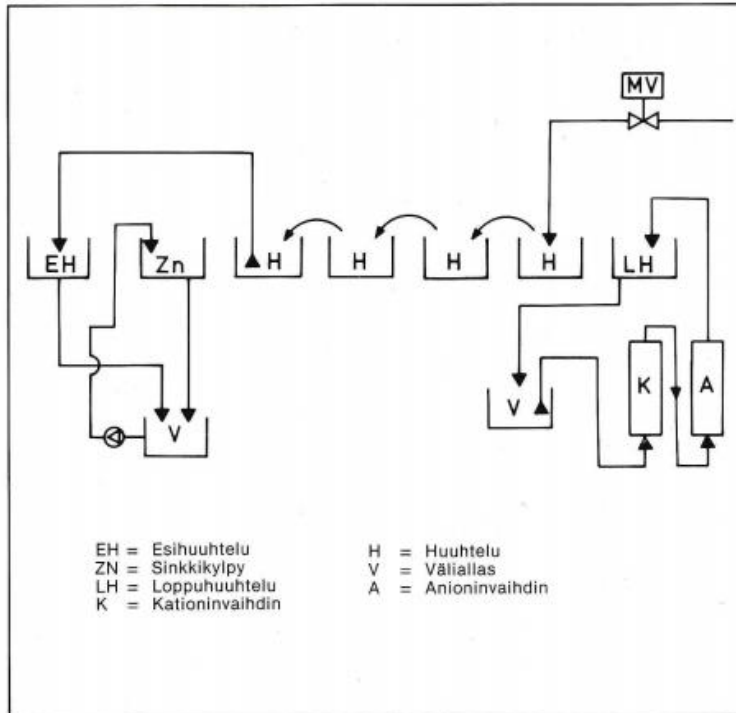 MV
EH Zn H H H H LH
V V K A
EH = Esihuuhtelu
ZN = Sinkkikylpy
LH = Loppuhuuhtelu
K = Kationinvaihdin
H = Huuhtelu
V = Väliallas
A = Anioninvaihdin